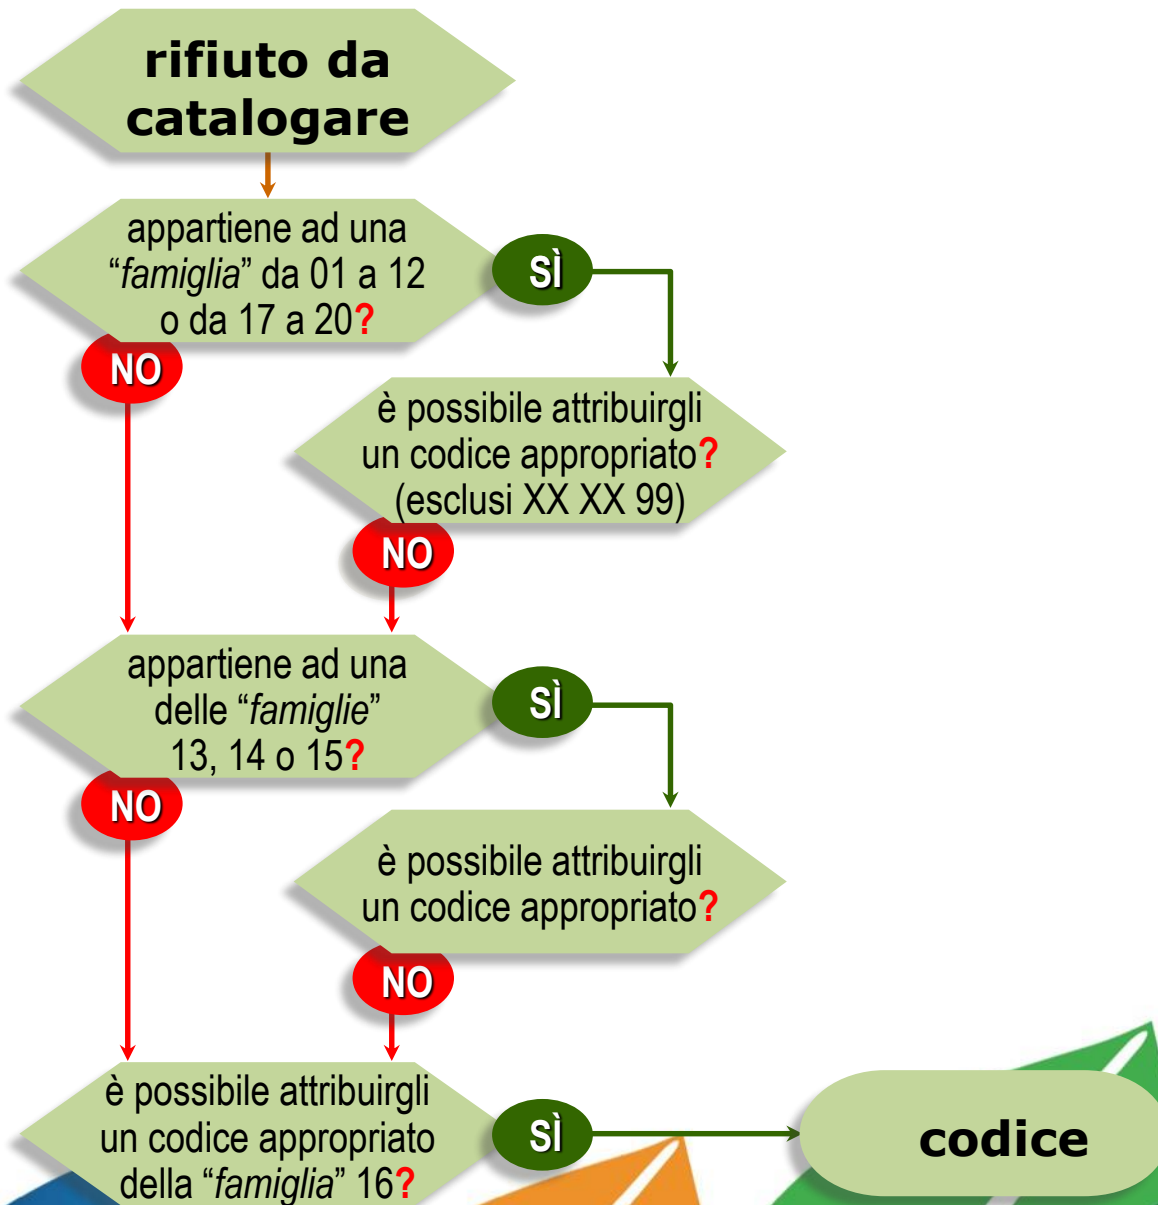 rifiuto da
catalogare
appartiene ad una
“famiglia” da 01 a 12
o da 17 a 20?
SÌ
NO
è possibile attribuirgli
un codice appropriato?
(esclusi XX XX 99)
NO
appartiene ad una
delle “famiglie”
13, 14 o 15?
SÌ
NO
è possibile attribuirgli
un codice appropriato?
NO
è possibile attribuirgli
un codice appropriato
della “famiglia” 16?
SÌ
codice